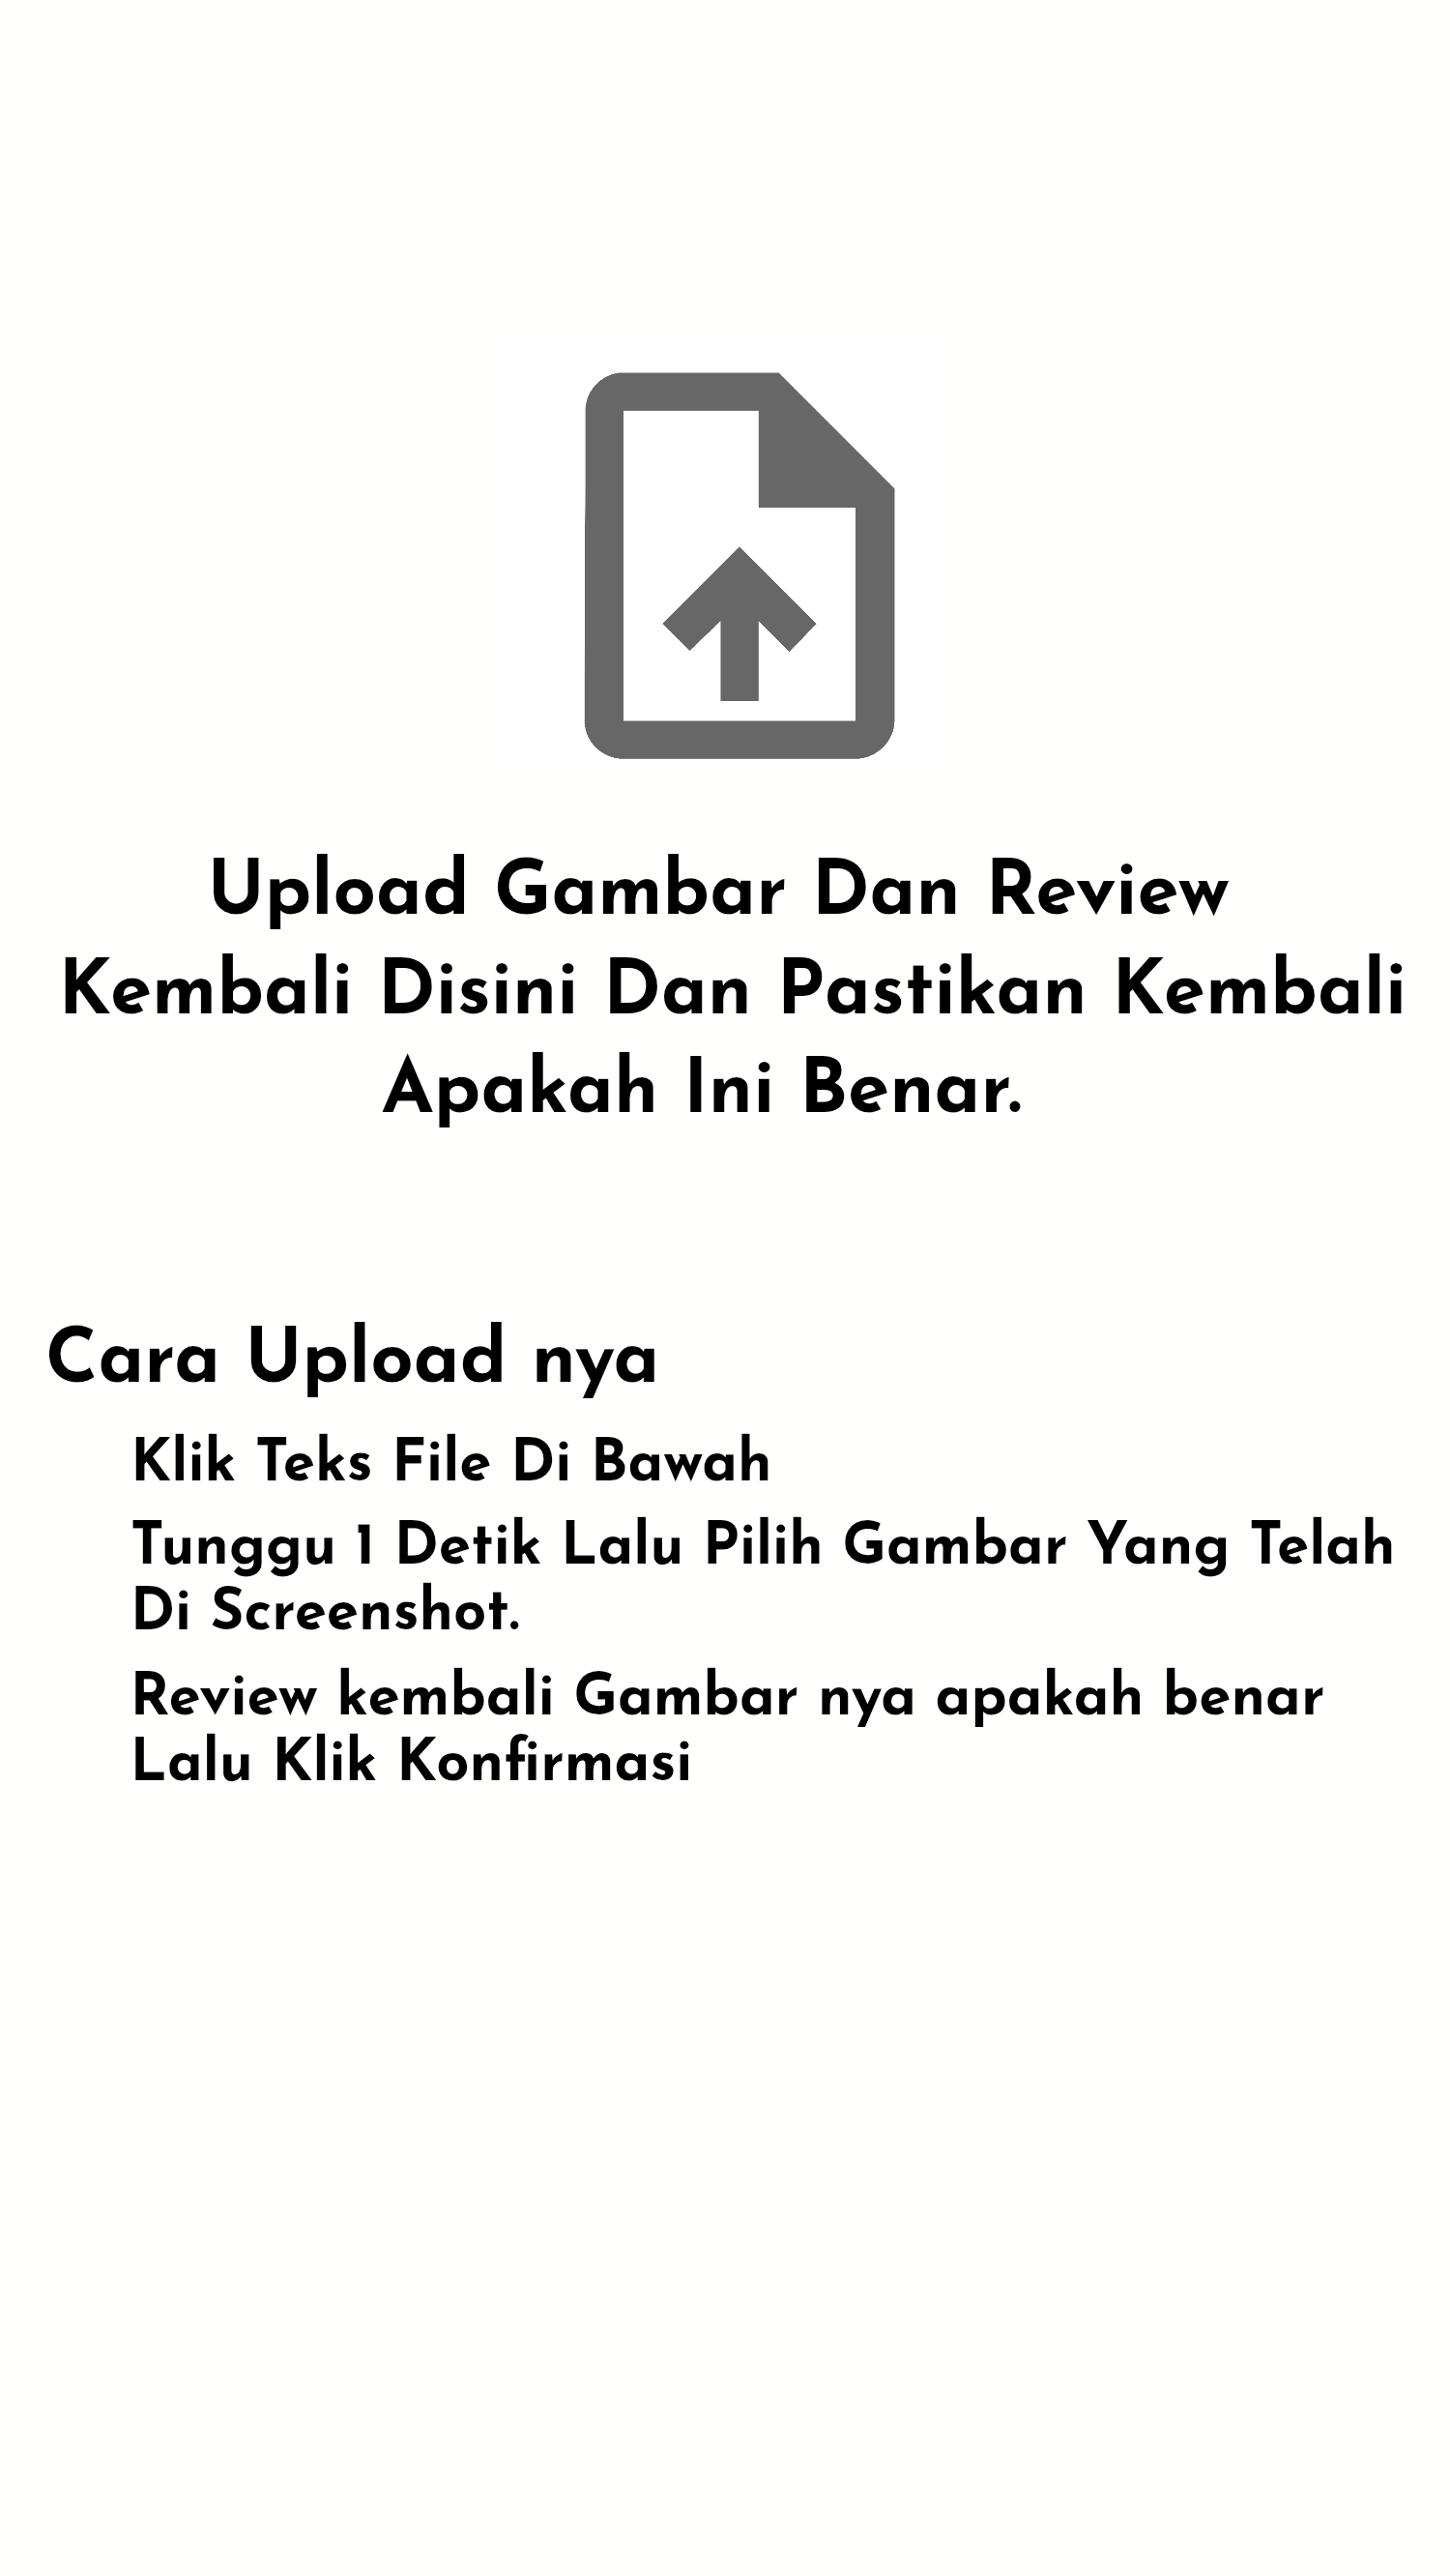 Upload Gambar Dan Review
Kembali Disini Dan Pastikan Kembali
Apakah Ini Benar.
Cara Upload nya
Klik Teks File Di Bawah
Tunggu 1 Detik Lalu Pilih Gambar Yang Telah
Di Screenshot.
Review kembali Gambar nya apakah benar
Lalu Klik Konfirmasi